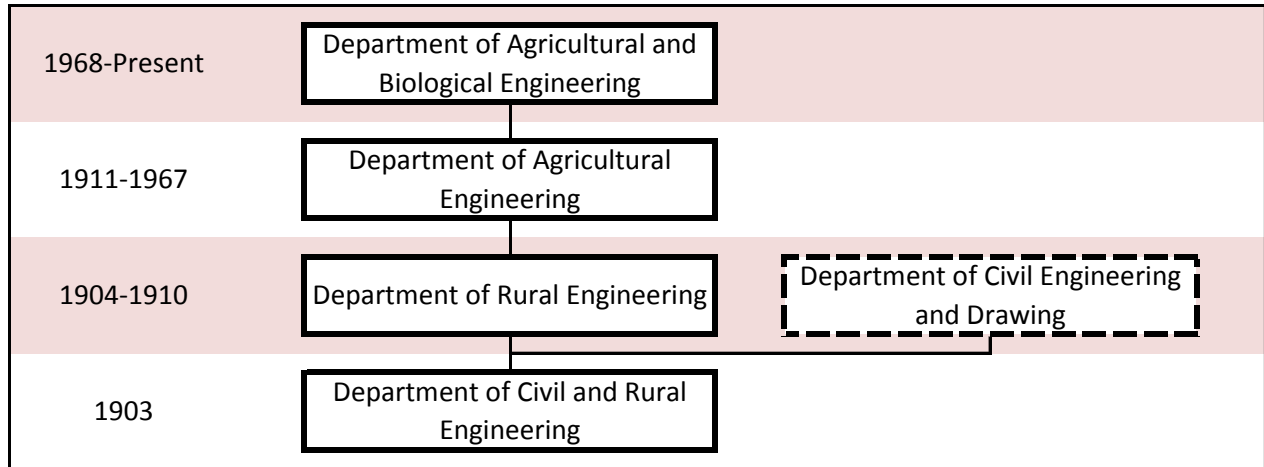 1968-Present
Department of Agricultural and
Biological Engineering
1911-1967
Department of Agricultural
Engineering
1904-1910
Department of Rural Engineering
Department of Civil Engineering
and Drawing
1903
Department of Civil and Rural
Engineering